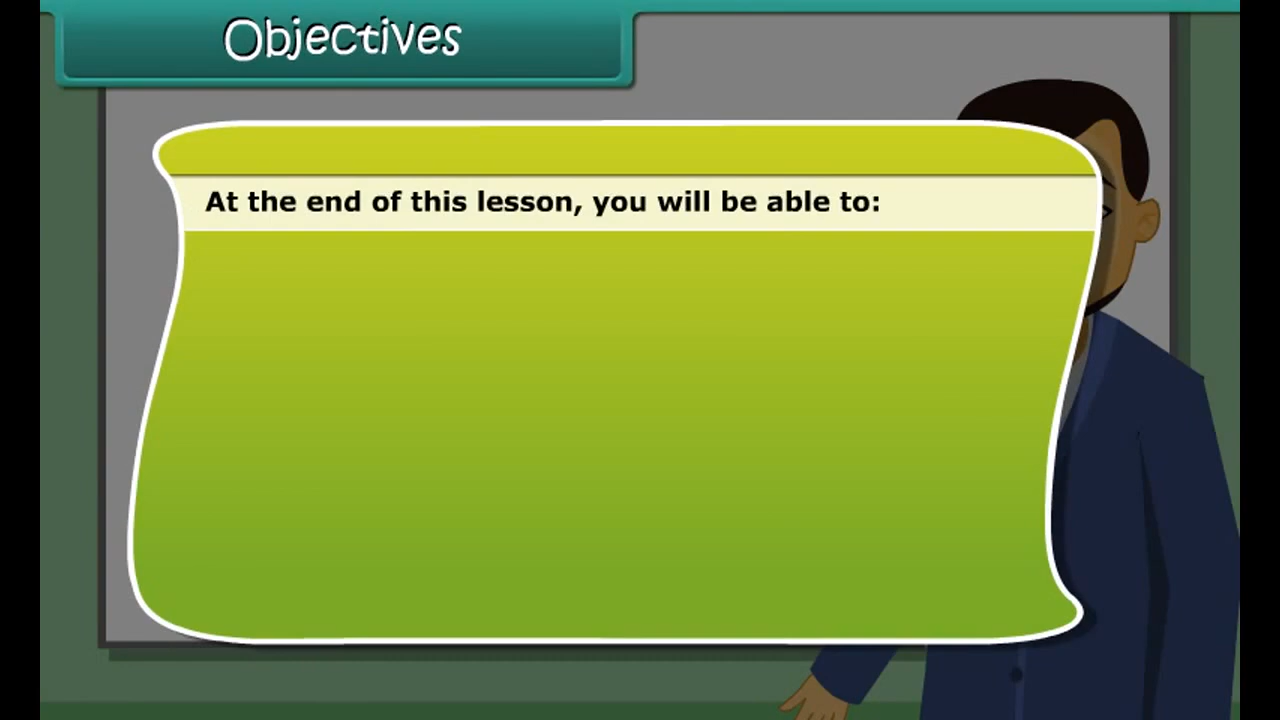 Objectives
At the end of this lesson, you will be able to: